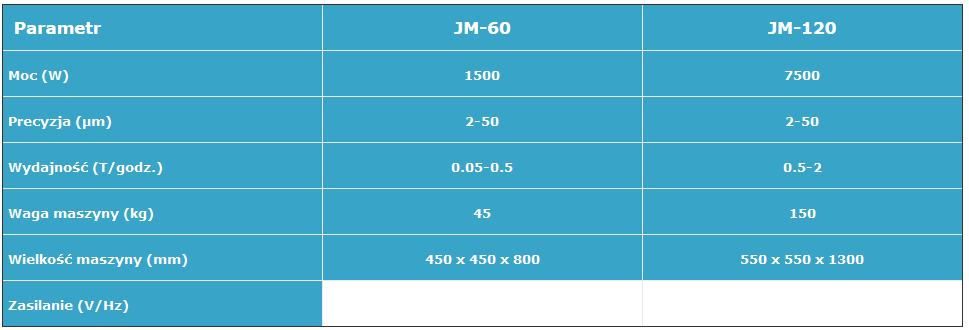 Parametr JM-60 JM-120
Moc (W) 1500 7500
Precyzja (µm) 2-50 2-50
Wydajność (T/godz.) 0.05-0.5 0.5-2
Waga maszyny (kg) 45 150
Wielkość maszyny (mm) 450 x 450 x 800 550 x 550 x 1300
Zasilanie (V/Hz)